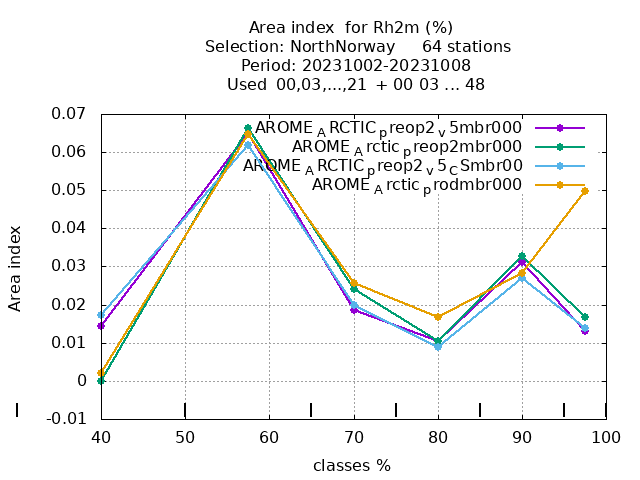 Area index for Rh2m (%)
Selection: NorthNorway 64 stations
Period: 20231002-20231008
Used 00,03,...,21 + 00 03 ... 48
0.07
0.06
0.05
0.04
0.03
0.02
0.01
0
-0.01
Area index
AROME_ARCTIC_preop2_v5mbr000
AROME_Arctic_preop2mbr000
AROME_ARCTIC_preop2_v5_CSmbr00
AROME_Arctic_prodmbr000
40 50 60 70 80 90 100
classes %